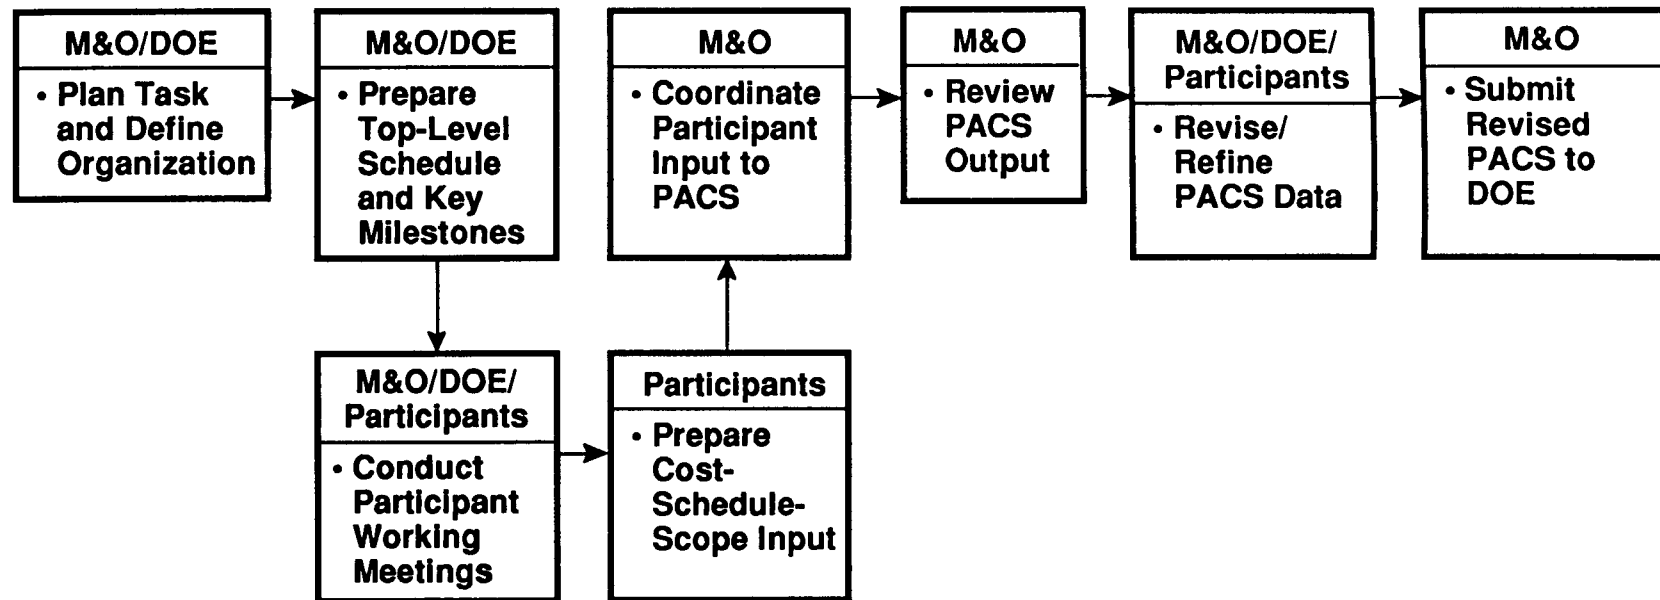 M&O/DOE
• Plan Task
and Define
Organization
M&O/DOE
• Prepare
Top-Level
Schedule
and Key
Milestones
M&O
• Coordinate
Participant
Input to
PACS
M&O
• Review
PACS
Output
M&O/DOE/
Participants
• Revise/
Refine
PACS Data
M&O
• Submit
Revised
PACS to
DOE
M&O/DOE/
Participants
• Conduct
Participant
Working
Meetings
Participants
• Prepare
Cost-
Schedule-
Scope Input